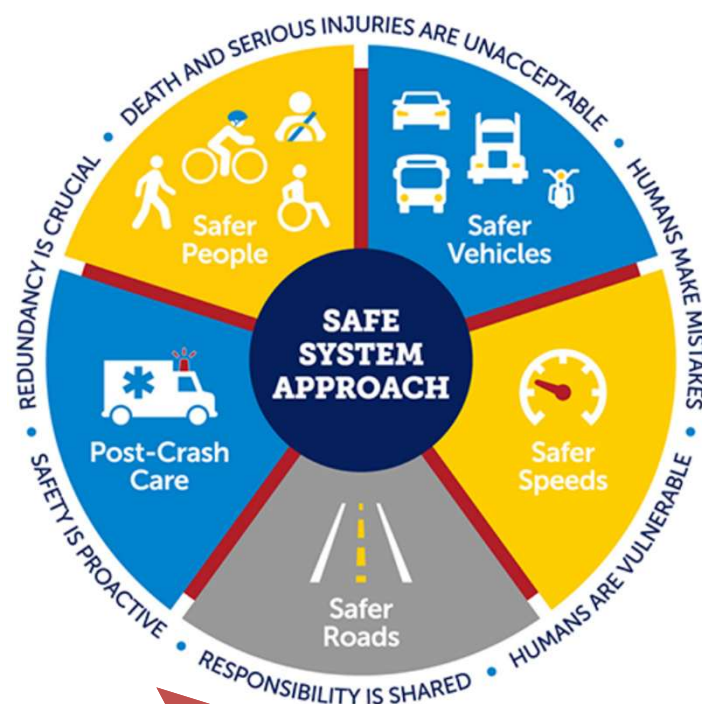 DEATH AND SERIOUS INJURIES ARE UNACCEPTABLE
HUMANS MAKE MISTAKES
HUMANS ARE VULNERABLE
RESPONSIBILITY IS SHARED
SAFETY IS PROACTIVE
REDUNDANCY IS CRUCIAL
Safer
People
Safer
Vehicles
SAFE
SYSTEM
APPROACH
Post-Crash
Care
Safer
Speeds
Safer
Roads